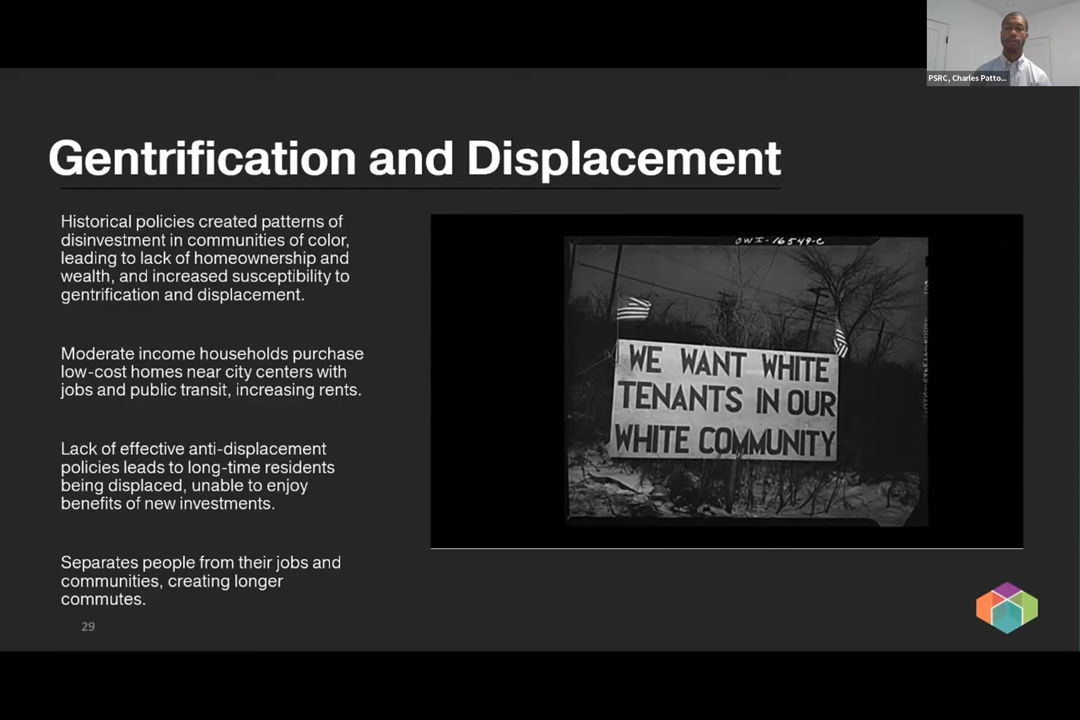 PSRC, Charles Patto...
Gentrification and Displacement
Historical policies created patterns of
disinvestment in communities of color,
leading to lack of homeownership and
wealth, and increased susceptibility to
gentrification and displacement.
Moderate income households purchase
low-cost homes near city centers with
jobs and public transit, increasing rents.
Lack of effective anti-displacement
policies leads to long-time residents
being displaced, unable to enjoy
benefits of new investments.
Separates people from their jobs and
communities, creating longer
commutes.
29
OWI-16549-C
WE WANT WHITE
TENANTS IN OUR
WHITE COMMUNITY